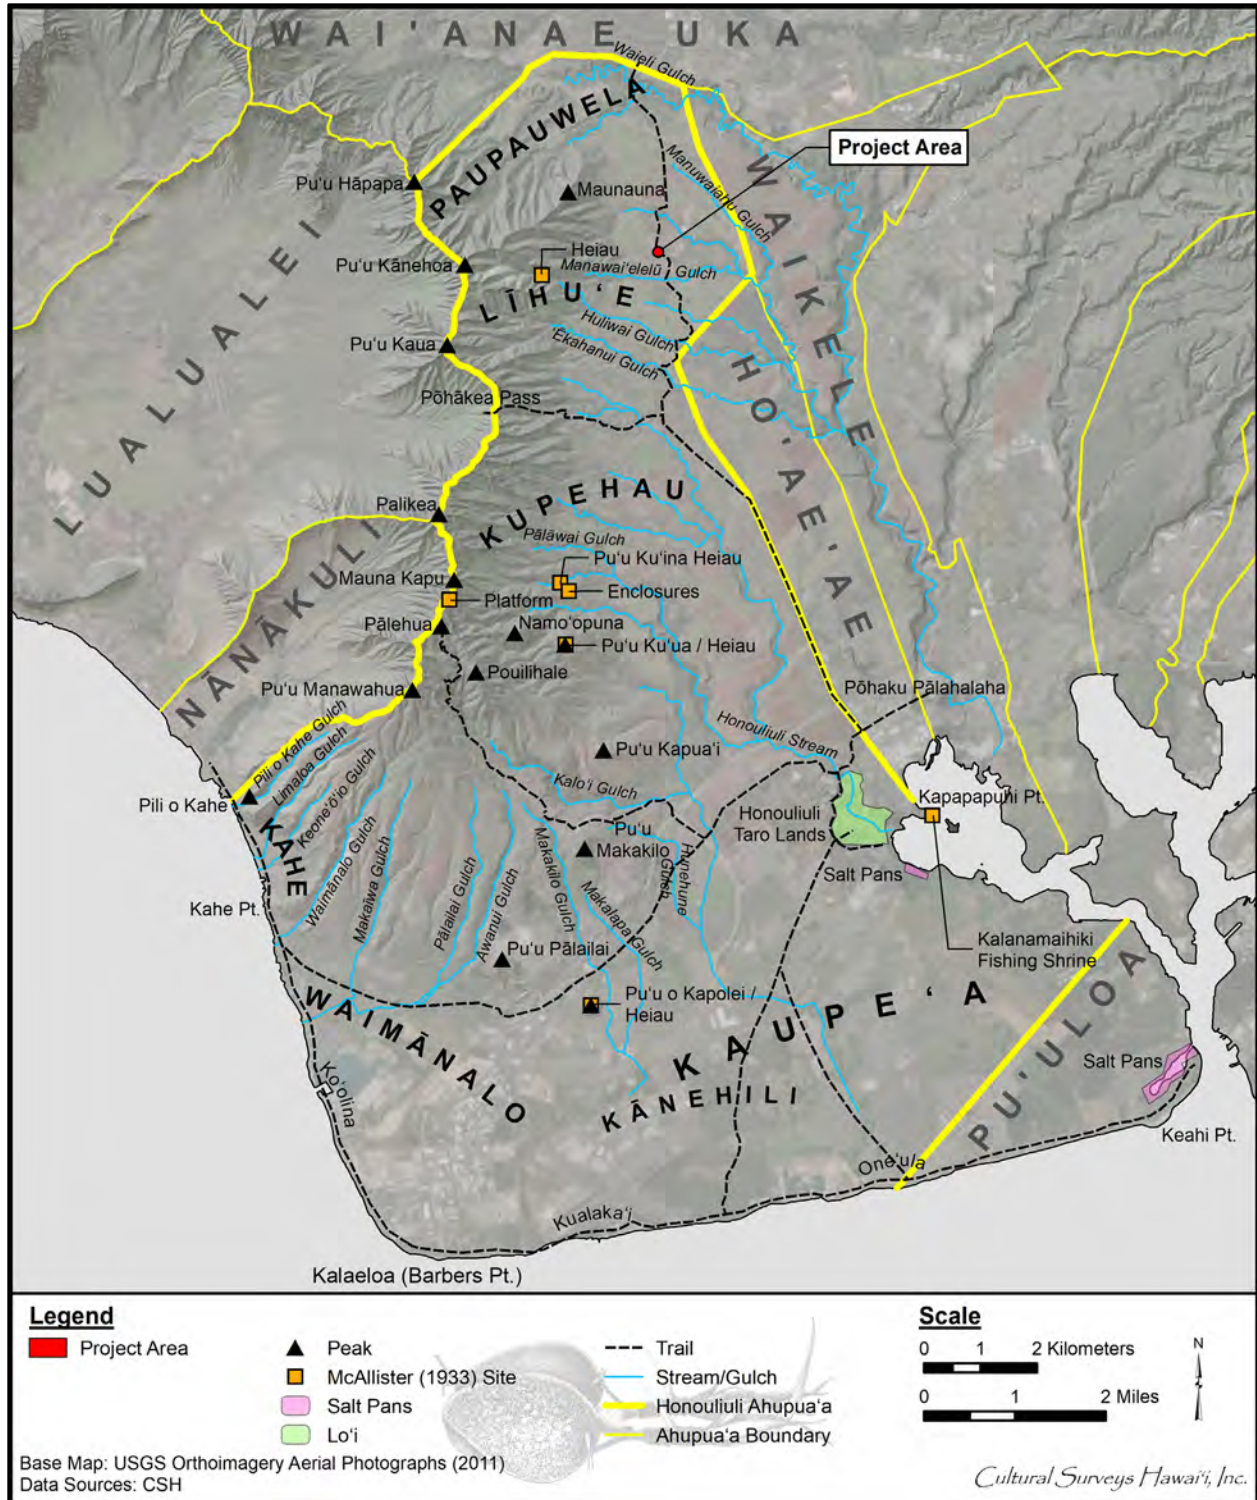 WAI'ANAE UKA
Waieli Gulch
PAUPAUWELA
Project Area
Pu‘u Hāpapa
Maunauna
Manuwaiahu Gulch
WAIKELE
LUALUALEI
Pu‘u Kānehoa
Heiau
Manawai‘elelū Gulch
LĪHU‘E
Huliwai Gulch
Pu‘u Kaua
Ekahanui Gulch
HO'AE'AE
Pōhākea Pass
KUPEHAU
Palikea
Pālāwai Gulch
NĀNĀKULI
Pu‘u Ku‘ina Heiau
Mauna Kapu
Enclosures
Platform
Pālehua
Namo‘opuna
Pu‘u Ku‘ua / Heiau
Pouilihale
Pu‘u Manawahua
Pōhaku Pālahalaha
Pili o Kahe Gulch
Limaloa Gulch
Keone‘ō‘io Gulch
Honouliuli Stream
Pu‘u Kapua‘i
Kalo‘i Gulch
Pili o Kahe
KAHE
Kapapapuhi Pt.
Honouliuli
Taro Lands
Waimānalo Gulch
Makaīwa Gulch
Pālailai Gulch
Awanui Gulch
Makakilo Gulch
Pu‘u
Makakilo
Makalapa Gulch
Hunehune
Gulch
Salt Pans
Kahe Pt.
Pu‘u Pālailai
Kalanamaihiki
Fishing Shrine
Pu‘u o Kapolei /
Heiau
WAIMĀNALO
KAUPE‘A
KĀNEHILI
PU'ULOA
Salt Pans
Ko‘olina
Keahi Pt.
One‘ula
Kualaka‘i
Kalaeloa (Barbers Pt.)
Legend
Project Area
Peak
McAllister (1933) Site
Salt Pans
Lo‘i
Trail
Stream/Gulch
Honouliuli Ahupua‘a
Ahupua‘a Boundary
Scale
0 1 2 Kilometers
0 1 2 Miles
N
Base Map: USGS Orthoimagery Aerial Photographs (2011)
Data Sources: CSH
Cultural Surveys Hawai‘i, Inc.